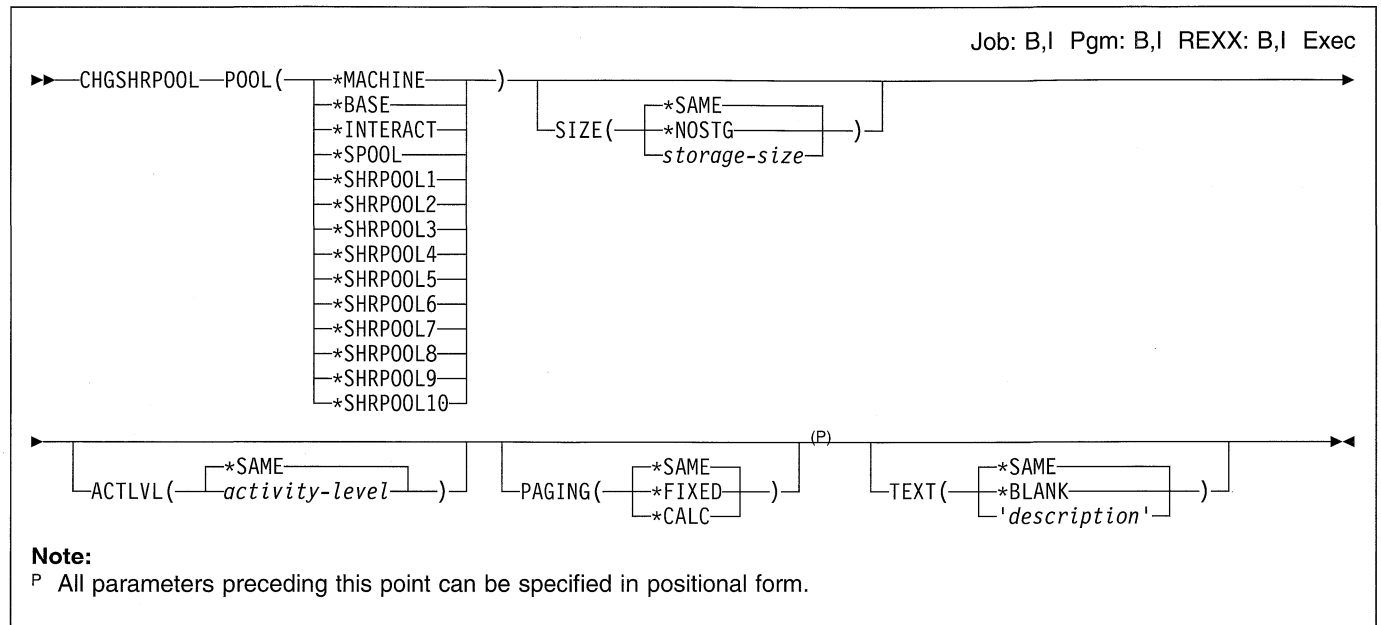 Job: B,I Pgm: B,I REXX: B,I Exec
CHGSHRPOOL POOL( *MACHINE )
*BASE
*INTERACT
*SPOOL
*SHRPOOL1
*SHRPOOL2
*SHRPOOL3
*SHRPOOL4
*SHRPOOL5
*SHRPOOL6
*SHRPOOL7
*SHRPOOL8
*SHRPOOL9
*SHRPOOL10
*SAME
SIZE( *NOSTG )
storage-size
*SAME
ACTLVL( activity-level )
*SAME
PAGING( *FIXED )
*CALC
(P)
*SAME
TEXT( *BLANK )
'description'
Note:
P All parameters preceding this point can be specified in positional form.